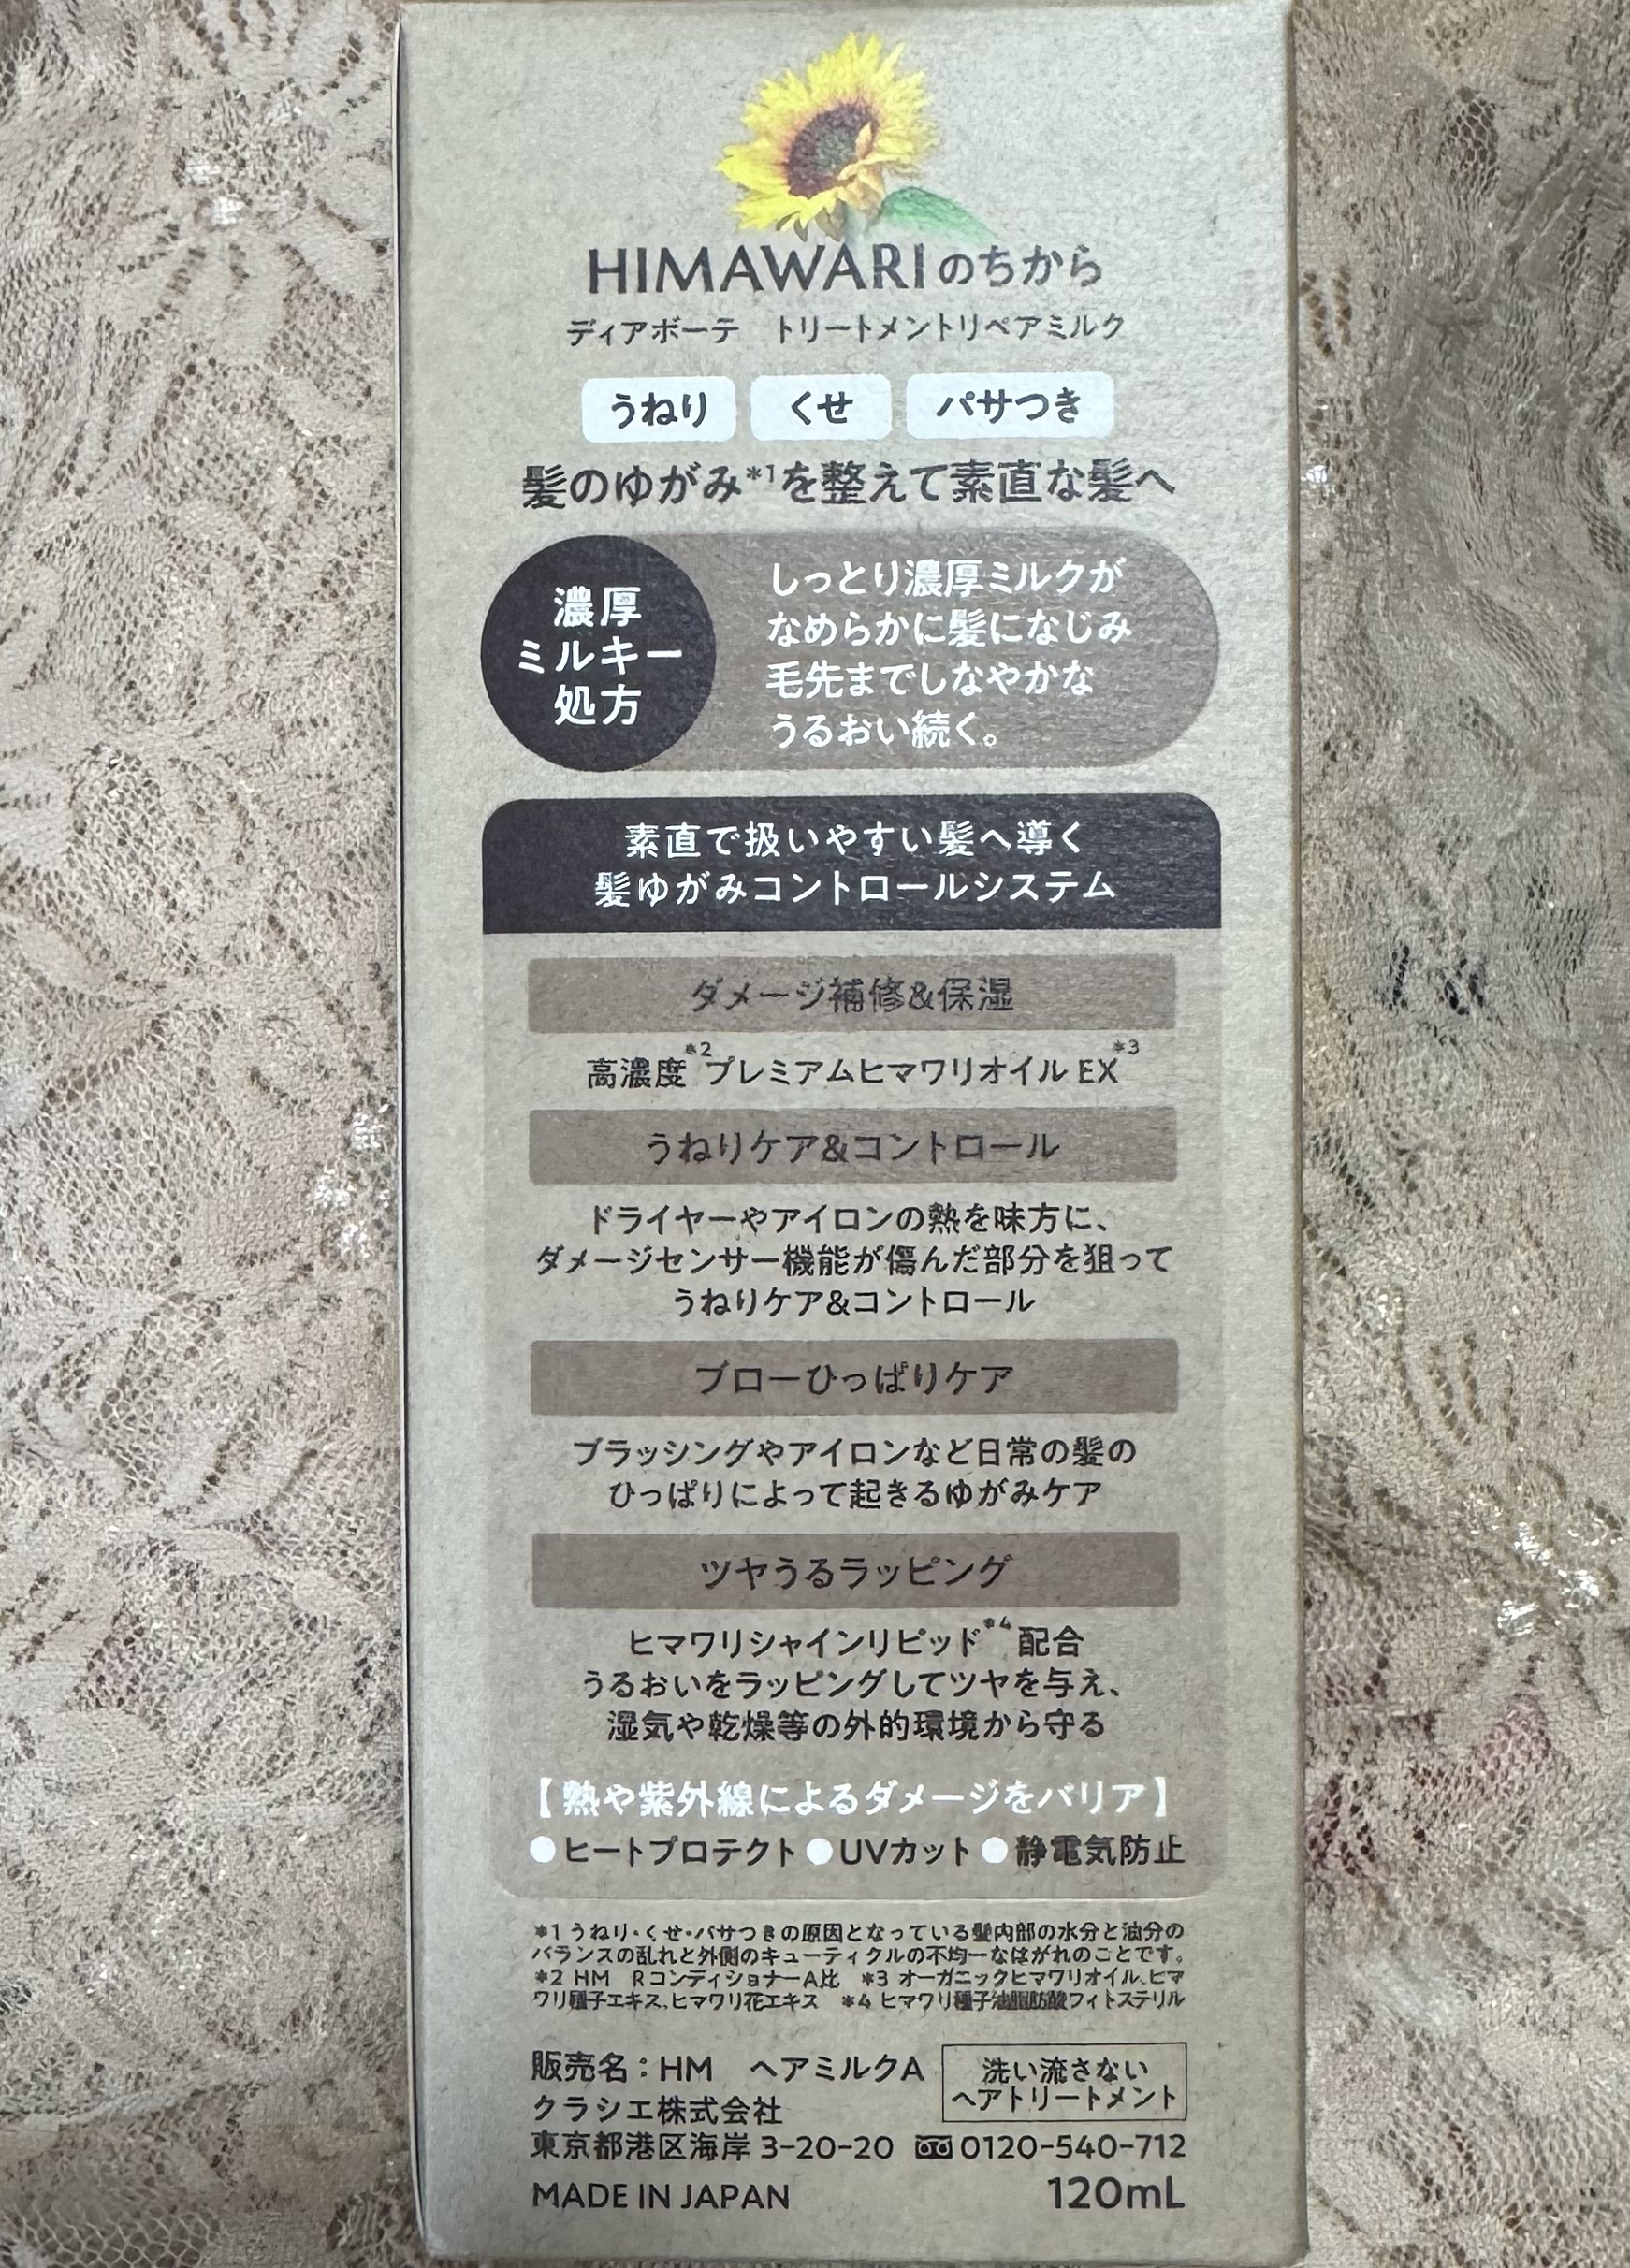 HIMAWARIのちから
ディアボーテ　トリートメントリペアミルク
うねり くせ パサつき
髪のゆがみ*1を整えて素直な髪へ
濃厚
ミルキー
処方
しっとり濃厚ミルクが
なめらかに髪になじみ
毛先までしなやかな
うるおい続く。
素直で扱いやすい髪へ導く
髪ゆがみコントロールシステム
ダメージ補修&保湿
高濃度*2プレミアムヒマワリオイル EX*3
うねりケア&コントロール
ドライヤーやアイロンの熱を味方に、
ダメージセンサー機能が傷んだ部分を狙って
うねりケア&コントロール
ブローひっぱりケア
ブラッシングやアイロンなど日常の髪の
ひっぱりによって起きるゆがみケア
ツヤうるラッピング
ヒマワリシャインリピッド*4配合
うるおいをラッピングしてツヤを与え、
湿気や乾燥等の外的環境から守る
【熱や紫外線によるダメージをバリア】
●ヒートプロテクト●UVカット●静電気防止
*1 うねり・くせ・パサつきの原因となっている髪内部の水分と油分の
バランスの乱れと外側のキューティクルの不均一なはがれのことです。
*2 HM　RコンディショナーA比　*3 オーガニックヒマワリオイル、ヒマ
ワリ種子エキス、ヒマワリ花エキス　*4 ヒマワリ種子油脂肪酸フィトステリル
販売名：HM　ヘアミルクA
洗い流さない
ヘアトリートメント
クラシエ株式会社
東京都港区海岸 3-20-20 0120-540-712
MADE IN JAPAN 120mL